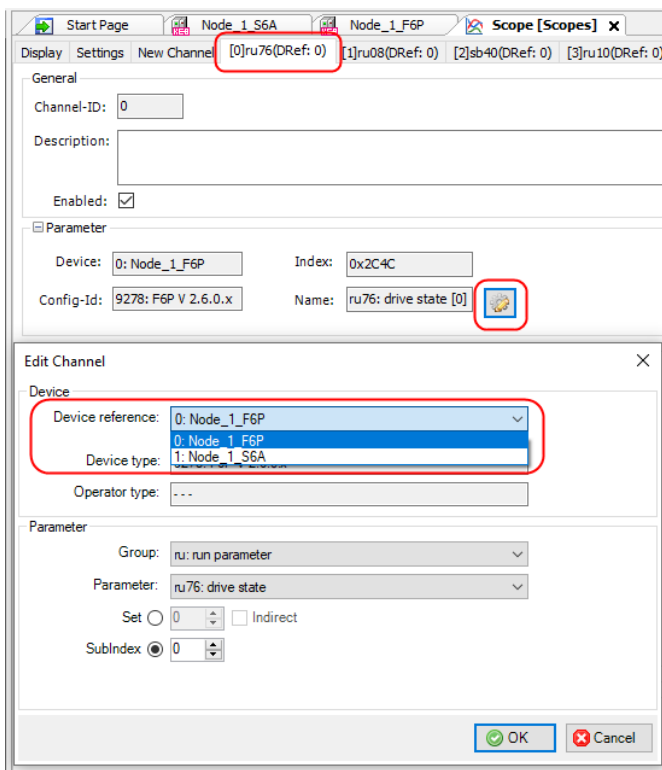 Start Page Node_1_S6A Node_1_F6P Scope [Scopes] x
Display Settings New Channel [0]ru76(DRef: 0) [1]ru08(DRef: 0) [2]sb40(DRef: 0) [3]ru10(DRef: 0)
General
Channel-ID: 0
Description:
Enabled:
Parameter
Device: 0: Node_1_F6P Index: 0x2C4C
Config-Id: 9278: F6P V 2.6.0.x Name: ru76: drive state [0]
Edit Channel
Device
Device reference: 0: Node_1_F6P
0: Node_1_F6P
1: Node_1_S6A
Device type:
Operator type: - - -
Parameter
Group: ru: run parameter
Parameter: ru76: drive state
Set 0 Indirect
SubIndex 0
OK Cancel